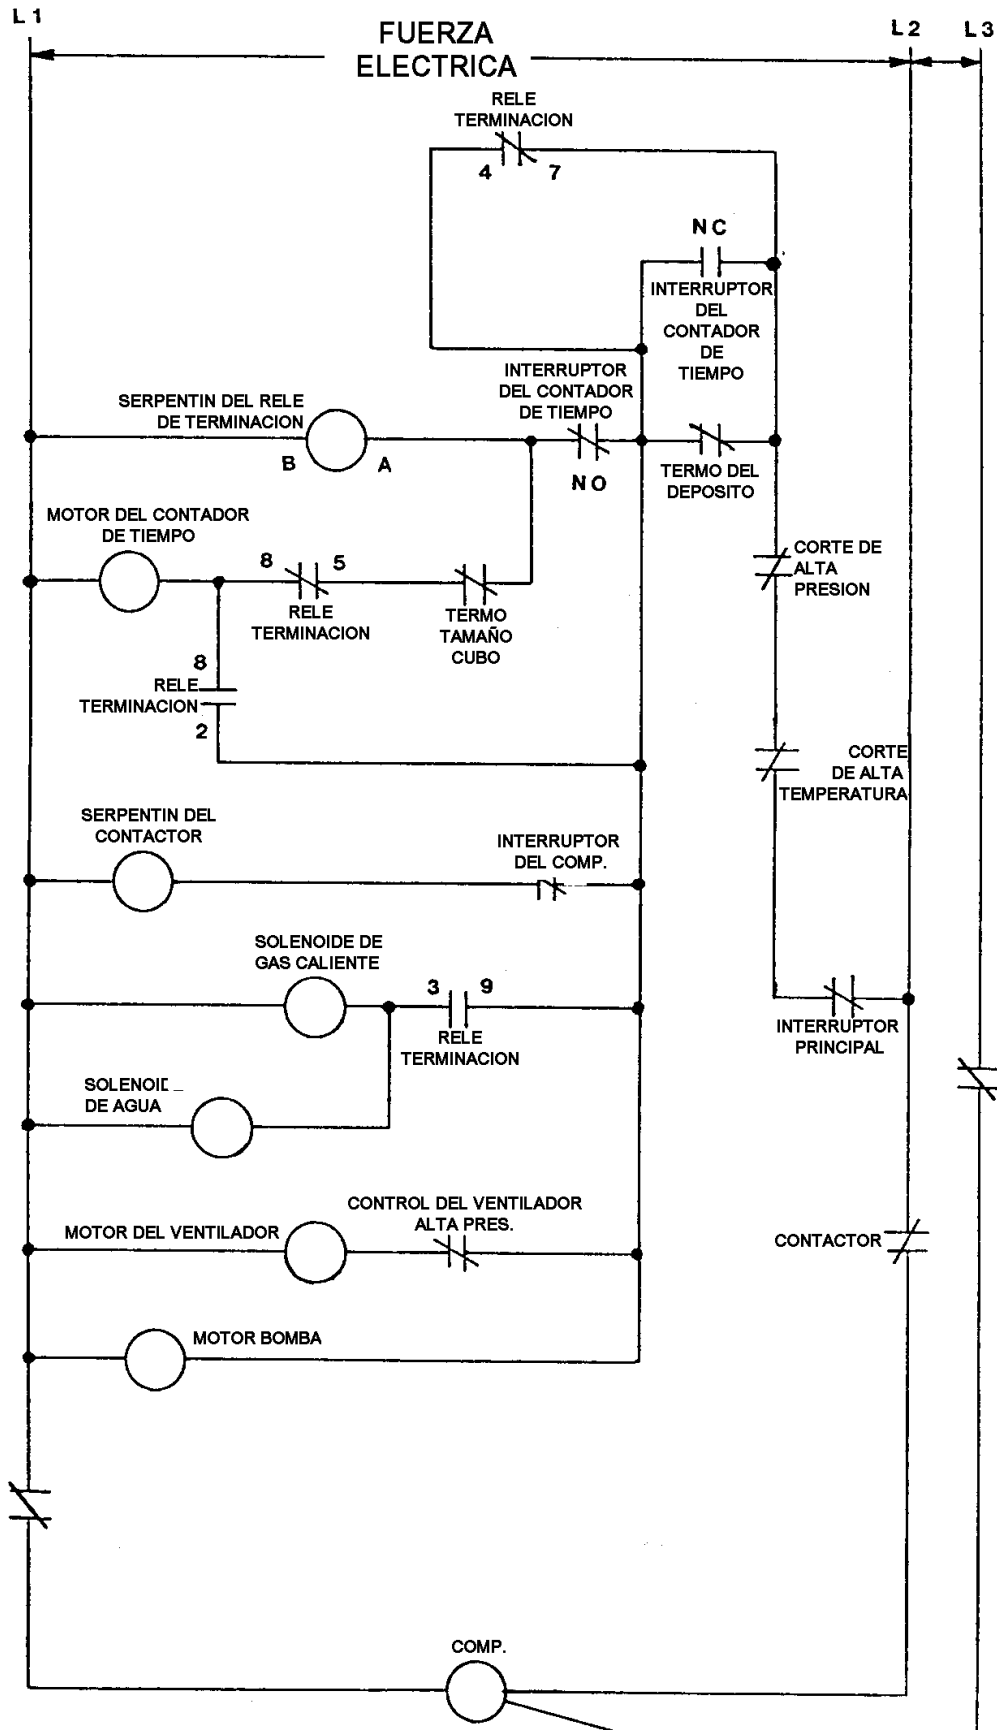 L 1
FUERZA
ELECTRICA
L 2
L 3
RELE
TERMINACION
4
7
N C
INTERRUPTOR
DEL
CONTADOR
DE
TIEMPO
INTERRUPTOR
DEL CONTADOR
DE TIEMPO
SERPENTIN DEL RELE
DE TERMINACION
B
A
N O
TERMO DEL
DEPOSITO
MOTOR DEL CONTADOR
DE TIEMPO
8
5
RELE
TERMINACION
TERMO
TAMAÑO
CUBO
CORTE DE
ALTA
PRESION
8
RELE
TERMINACION
2
CORTE
DE ALTA
TEMPERATURA
SERPENTIN DEL
CONTACTOR
INTERRUPTOR
DEL COMP.
SOLENOIDE DE
GAS CALIENTE
3
9
RELE
TERMINACION
INTERRUPTOR
PRINCIPAL
DE AGUA
MOTOR DEL VENTILADOR
CONTROL DEL VENTILADOR
ALTA PRES.
CONTACTOR
MOTOR BOMBA
COMP.